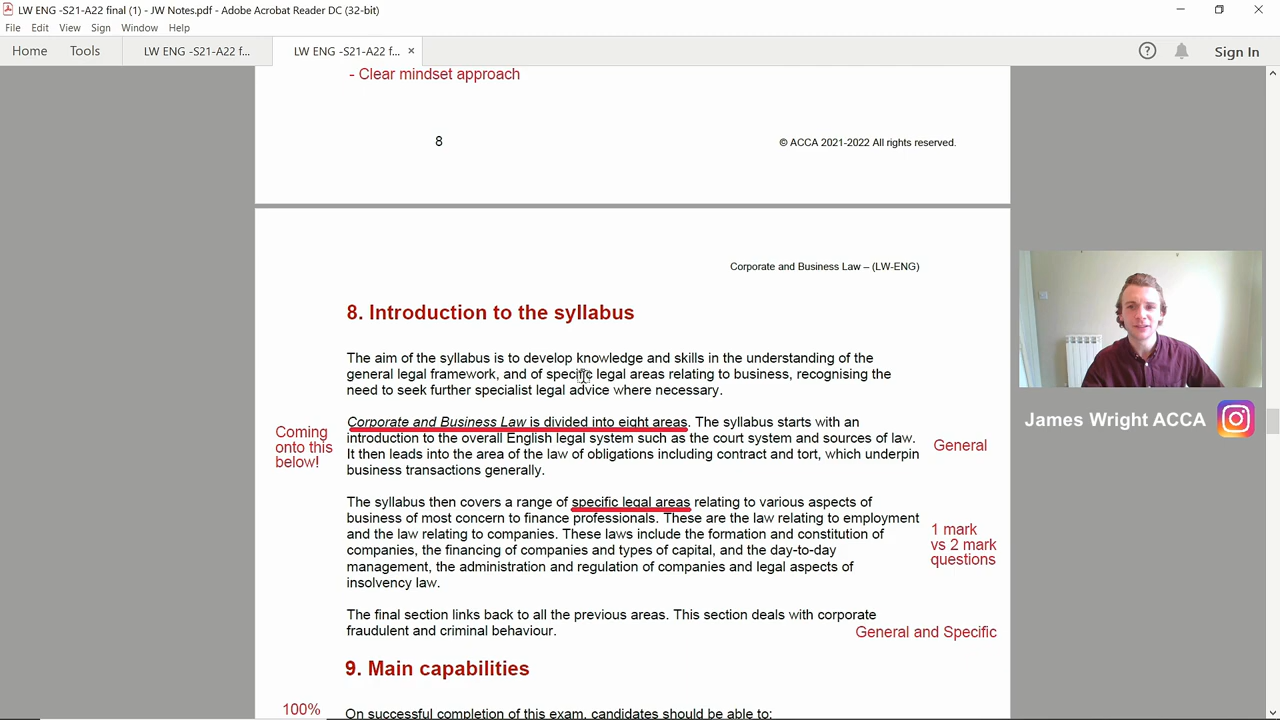 LW ENG -S21-A22 final (1) - JW Notes.pdf - Adobe Acrobat Reader DC (32-bit)
File Edit View Sign Window Help
Home Tools LW ENG -S21-A22 f... LW ENG -S21-A22 f... × Sign In
- Clear mindset approach
8
© ACCA 2021-2022 All rights reserved.
Corporate and Business Law – (LW-ENG)
8. Introduction to the syllabus
The aim of the syllabus is to develop knowledge and skills in the understanding of the
general legal framework, and of specific legal areas relating to business, recognising the
need to seek further specialist legal advice where necessary.
Corporate and Business Law is divided into eight areas. The syllabus starts with an
introduction to the overall English legal system such as the court system and sources of law.
It then leads into the area of the law of obligations including contract and tort, which underpin
business transactions generally.
Coming
onto this
below!
General
The syllabus then covers a range of specific legal areas relating to various aspects of
business of most concern to finance professionals. These are the law relating to employment
and the law relating to companies. These laws include the formation and constitution of
companies, the financing of companies and types of capital, and the day-to-day
management, the administration and regulation of companies and legal aspects of
insolvency law.
1 mark
vs 2 mark
questions
The final section links back to all the previous areas. This section deals with corporate
fraudulent and criminal behaviour.
General and Specific
9. Main capabilities
100%
On successful completion of this exam, candidates should be able to:
James Wright ACCA